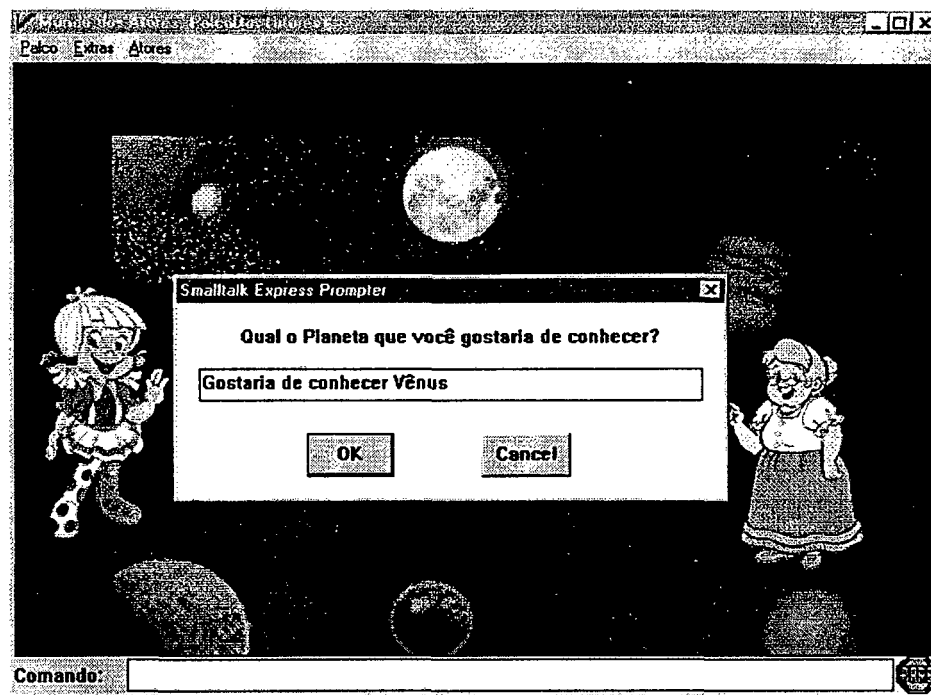 Palco Extras Atores
Smalltalk Express Prompter
Qual o Planeta que você gostaria de conhecer?
Gostaria de conhecer Vênus
OK Cancel
Comando: